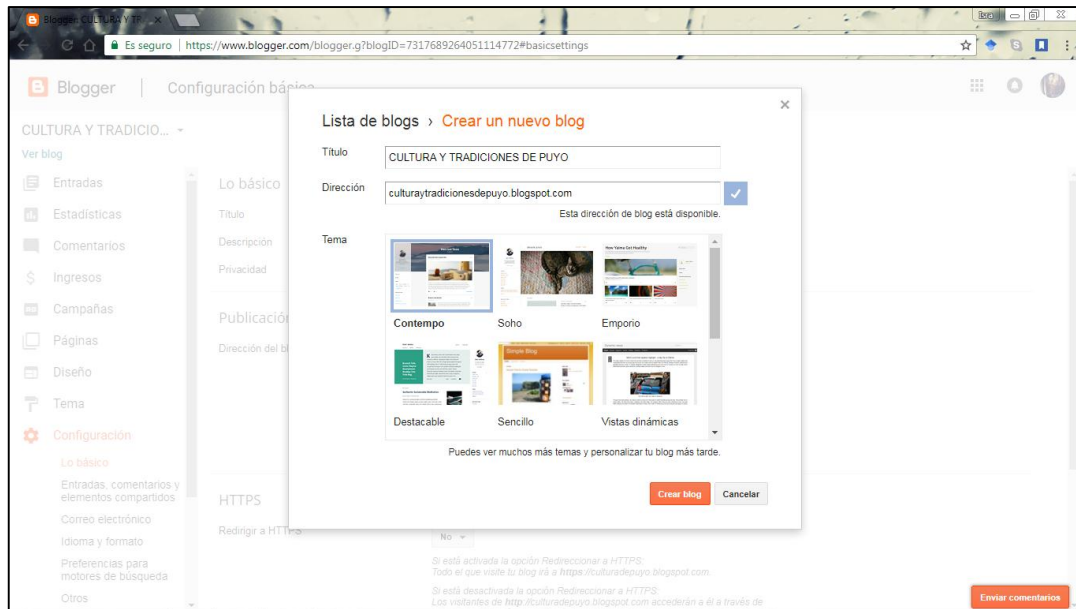 Blogger: CULTURA Y TR
Isra
Es seguro | https://www.blogger.com/blogger.g?blogID=7317689264051114772#basicsettings
Blogger | Configuración básica
CULTURA Y TRADICIO...
Ver blog
Entradas
Estadísticas
Comentarios
Ingresos
Campañas
Páginas
Diseño
Tema
Configuración
Lo básico
Entradas, comentarios y
elementos compartidos
Correo electrónico
Idioma y formato
Preferencias para
motores de búsqueda
Otros
Lo básico
Título
Descripción
Privacidad
Publicación
Dirección del bl
HTTPS
Redirigir a HTTPS
Lista de blogs › Crear un nuevo blog
Título
CULTURA Y TRADICIONES DE PUYO
Dirección
culturaytradicionesdepuyo.blogspot.com
Esta dirección de blog está disponible.
Tema
Contempo
Soho
How Yalma Got Healthy
Emporio
Destacable
Simple Blog
Sencillo
Vistas dinámicas
Puedes ver muchos más temas y personalizar tu blog más tarde.
Crear blog
Cancelar
No
Si está activada la opción Redireccionar a HTTPS:
Todo el que visite tu blog irá a https://culturadepuyo.blogspot.com
Si está desactivada la opción Redireccionar a HTTPS:
Los visitantes de http://culturadepuyo.blogspot.com accederán a él a través de
Enviar comentarios